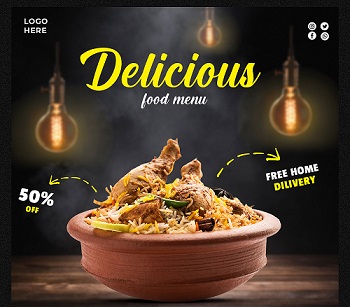 LOGO
HERE
Delicious
food menu
FREE HOME
DILIVERY
50%
OFF